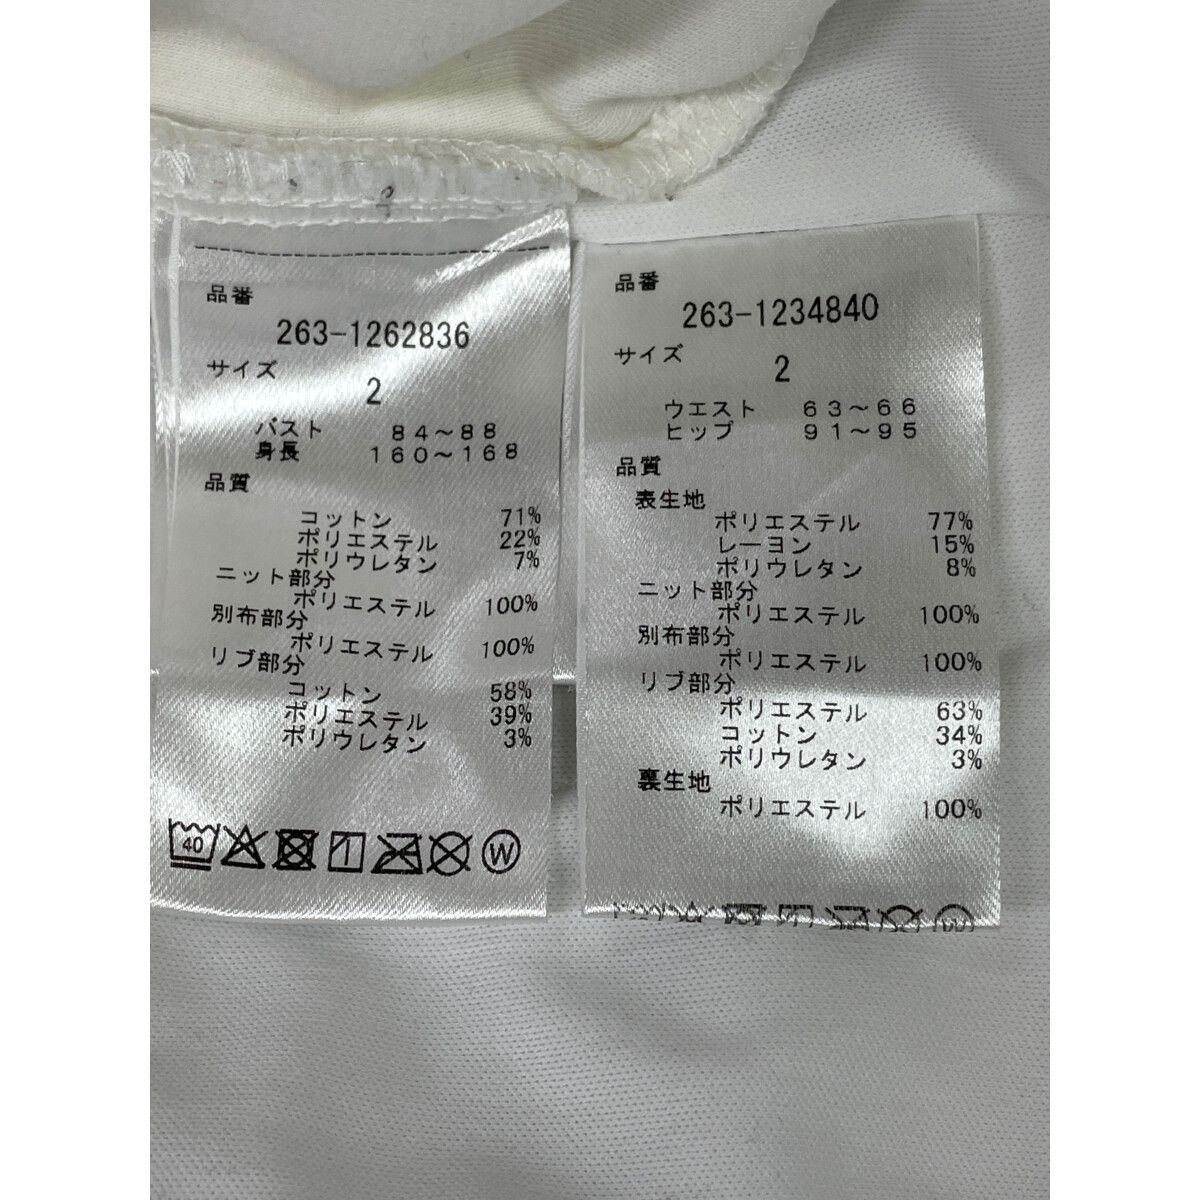 品番
263-1262836
サイズ
2
バスト 84～88
身長 160～168
品質
コットン 71%
ポリエステル 22%
ポリウレタン 7%
ニット部分
ポリエステル 100%
別布部分
ポリエステル 100%
リブ部分
コットン 58%
ポリエステル 39%
ポリウレタン 3%
40
W
品番
263-1234840
サイズ
2
ウエスト 63～66
ヒップ 91～95
品質
表生地
ポリエステル 77%
レーヨン 15%
ポリウレタン 8%
ニット部分
ポリエステル 100%
別布部分
ポリエステル 100%
リブ部分
ポリエステル 63%
コットン 34%
ポリウレタン 3%
裏生地
ポリエステル 100%